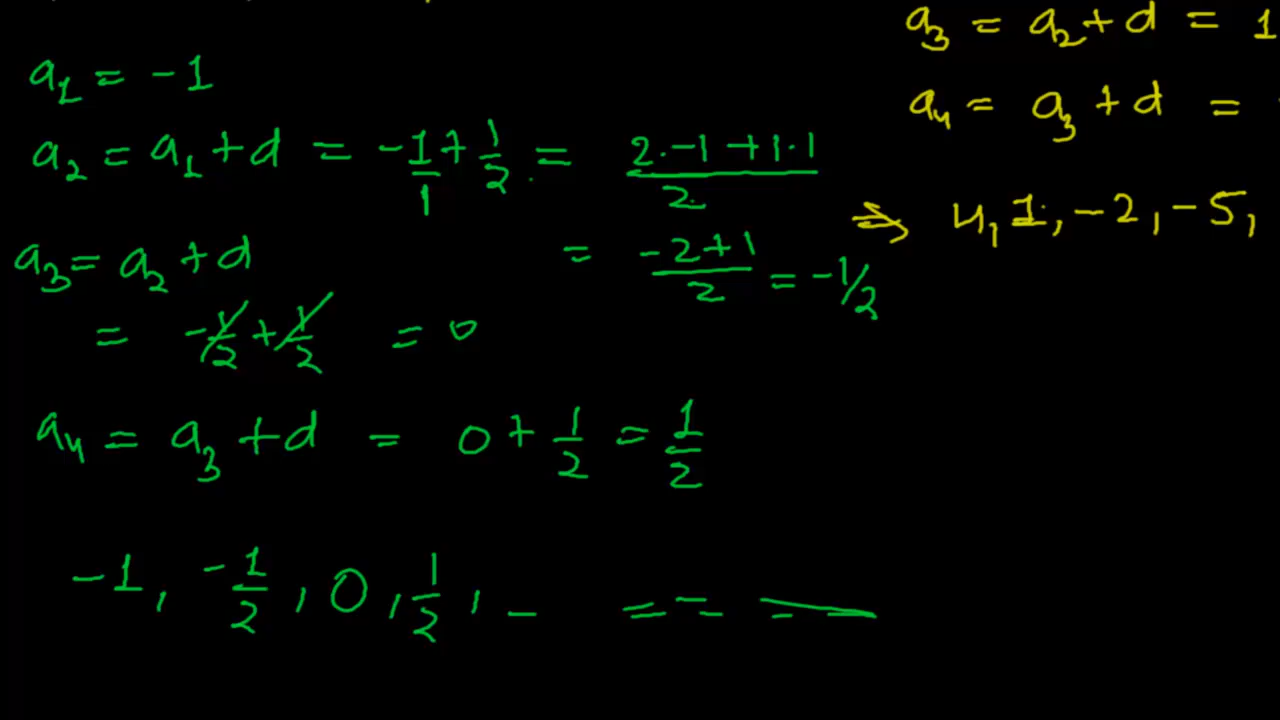 a₁ = -1
a₂ = a₁ + d = -1/1 + 1/2 = (2·-1 + 1·1)/2
= (-2+1)/2 = -1/2
a₃ = a₂ + d
= -1/2 + 1/2 = 0
a₄ = a₃ + d = 0 + 1/2 = 1/2
-1, -1/2, 0, 1/2, -
a₃ = a₂ + d = 1
a₄ = a₃ + d =
⇒ 4, 1, -2, -5,